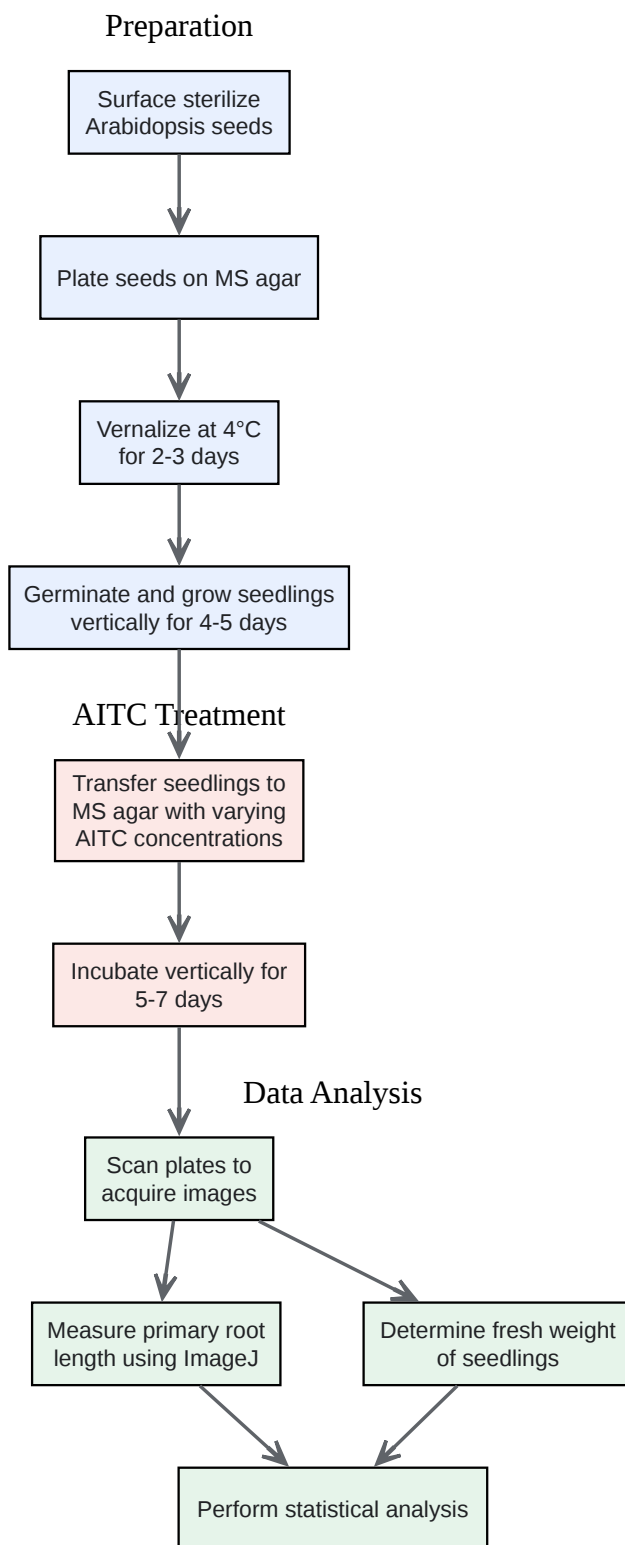 Preparation
Surface sterilize
Arabidopsis seeds
Plate seeds on MS agar
Vernalize at 4°C
for 2-3 days
Germinate and grow seedlings
vertically for 4-5 days
AITC Treatment
Transfer seedlings to
MS agar with varying
AITC concentrations
Incubate vertically for
5-7 days
Data Analysis
Scan plates to
acquire images
Measure primary root
length using ImageJ
Determine fresh weight
of seedlings
Perform statistical analysis